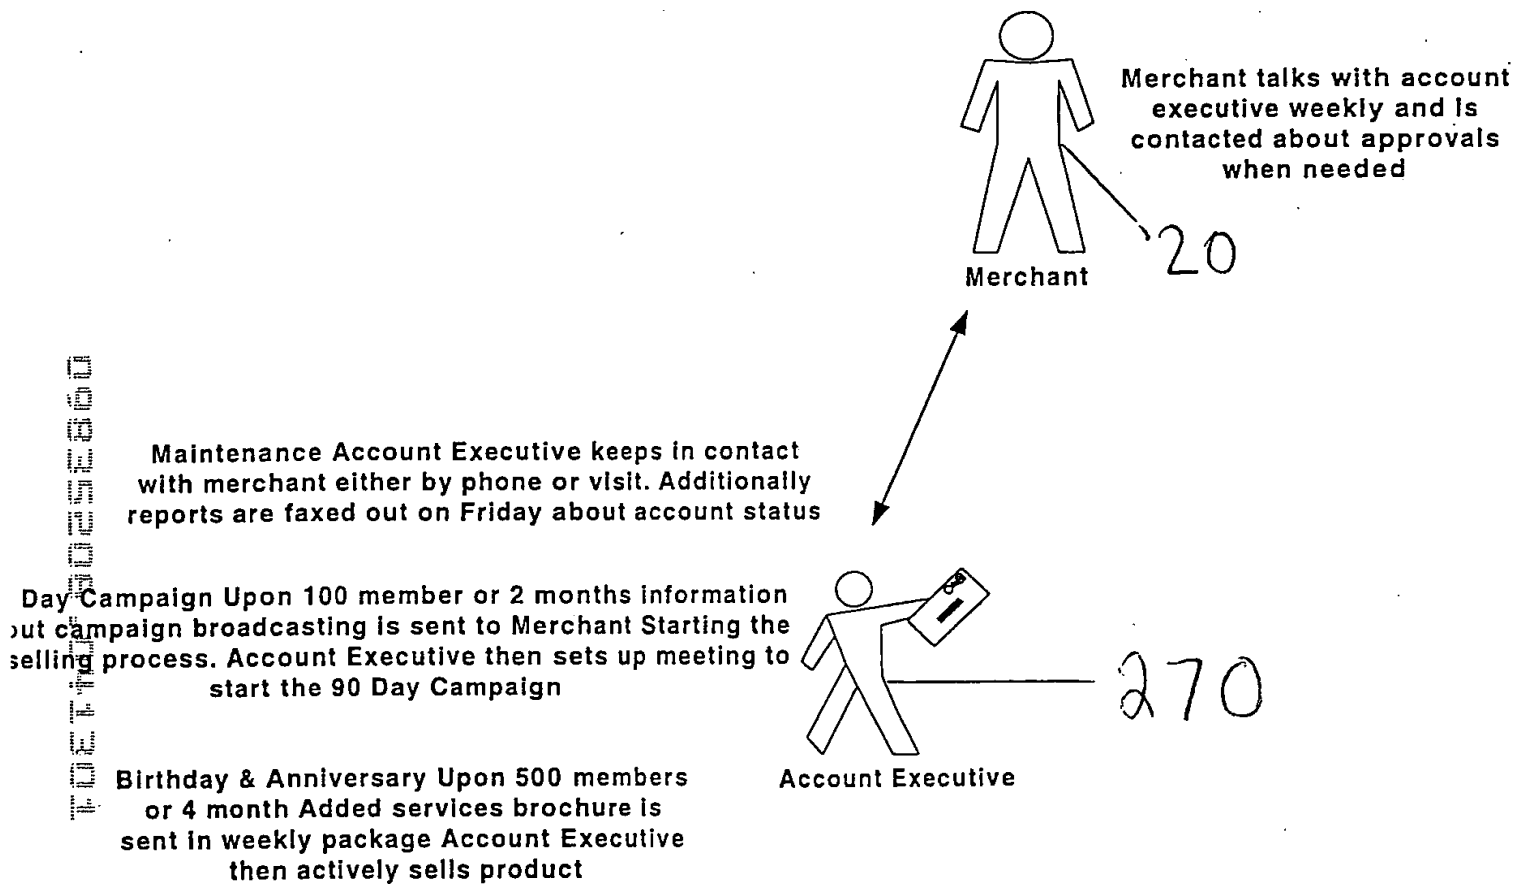 Merchant talks with account
executive weekly and is
contacted about approvals
when needed
20
Merchant
Maintenance Account Executive keeps in contact
with merchant either by phone or visit. Additionally
reports are faxed out on Friday about account status
Day Campaign Upon 100 member or 2 months information
out campaign broadcasting is sent to Merchant Starting the
selling process. Account Executive then sets up meeting to
start the 90 Day Campaign
270
Account Executive
Birthday & Anniversary Upon 500 members
or 4 month Added services brochure is
sent in weekly package Account Executive
then actively sells product